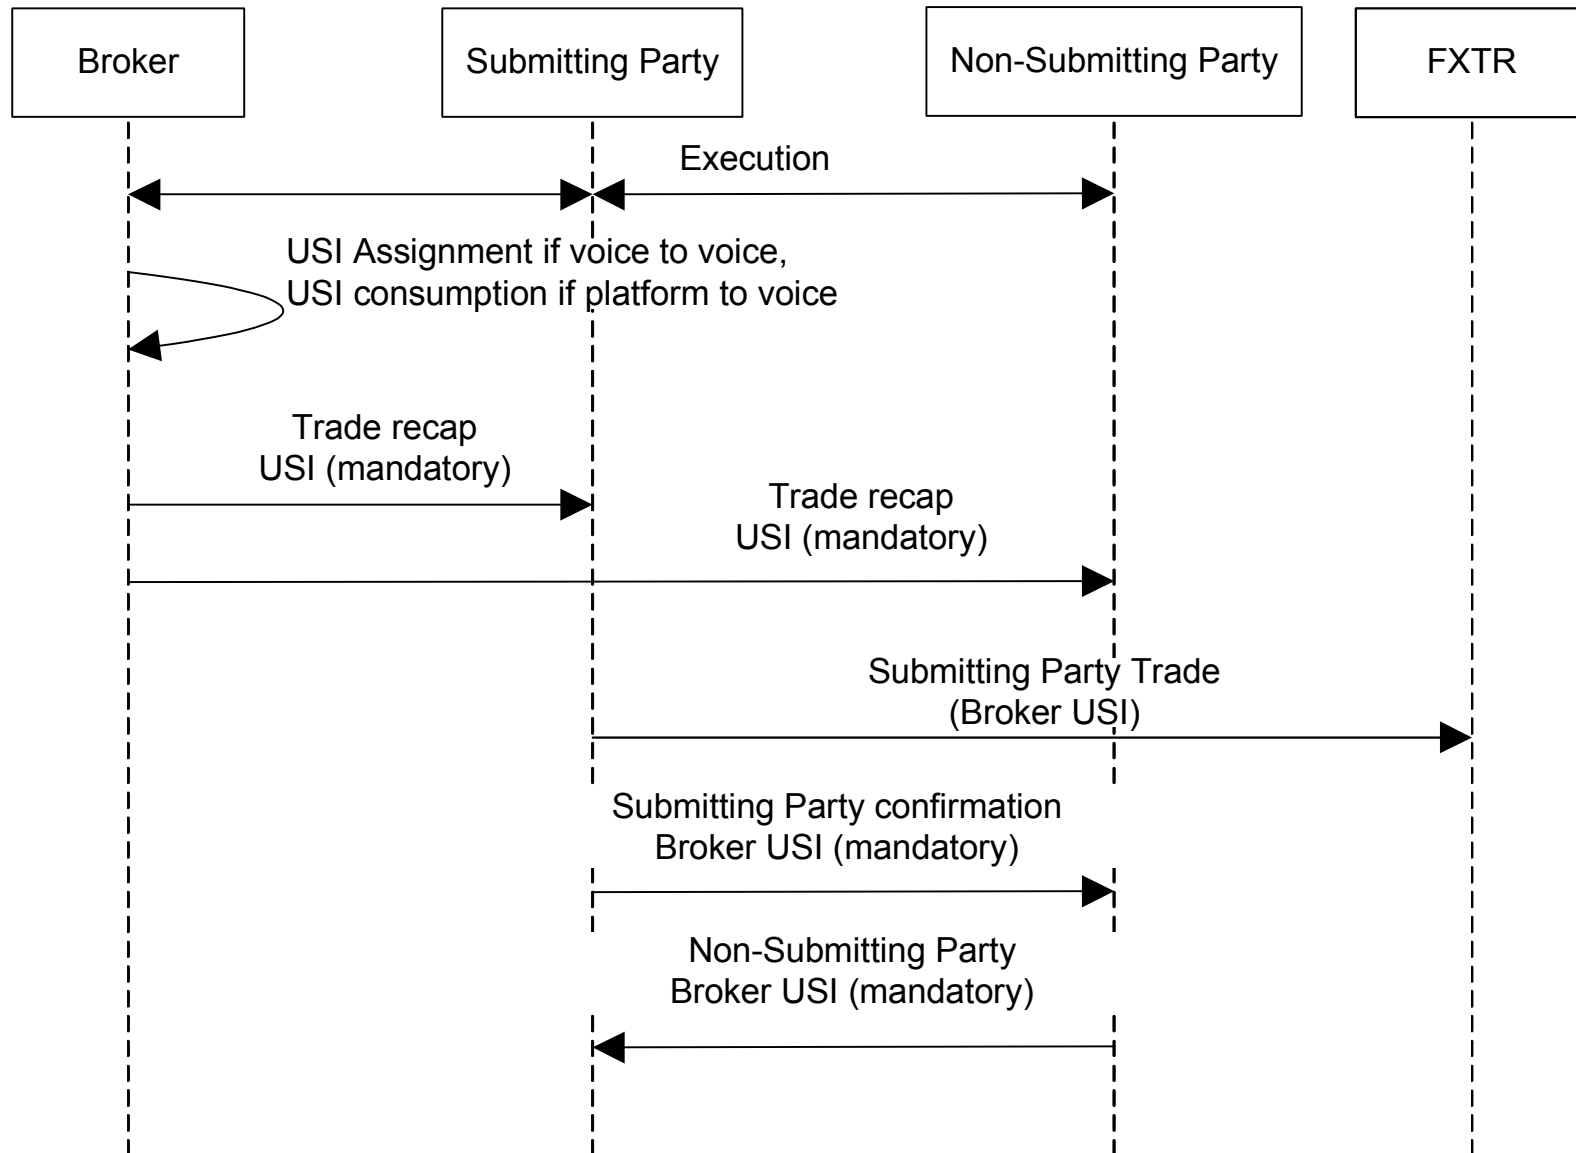 Broker
Submitting Party
Non-Submitting Party
FXTR
Execution
USI Assignment if voice to voice,
USI consumption if platform to voice
Trade recap
USI (mandatory)
Trade recap
USI (mandatory)
Submitting Party Trade
(Broker USI)
Submitting Party confirmation
Broker USI (mandatory)
Non-Submitting Party
Broker USI (mandatory)